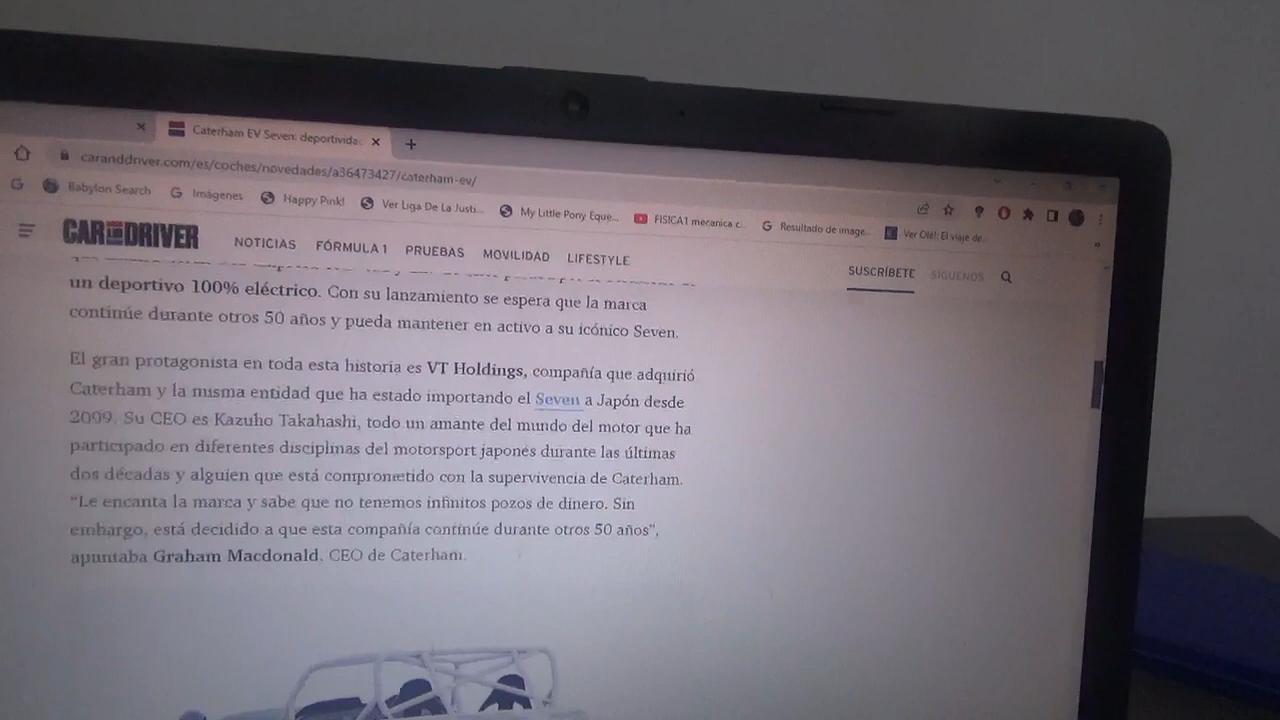 Caterham EV Seven: deportivida
caranddriver.com/es/coches/novedades/a36473427/caterham-ev/
G Babylon Search G Imágenes Happy Pink! Ver Liga De La Justi... My Little Pony Eque... FISICA1 mecanica c... G Resultado de image... Ver Olé!: El viaje de...
CAR AND DRIVER NOTICIAS FÓRMULA 1 PRUEBAS MOVILIDAD LIFESTYLE SUSCRÍBETE SÍGUENOS
un deportivo 100% eléctrico. Con su lanzamiento se espera que la marca
continúe durante otros 50 años y pueda mantener en activo a su icónico Seven.
El gran protagonista en toda esta historia es VT Holdings, compañía que adquirió
Caterham y la misma entidad que ha estado importando el Seven a Japón desde
2009. Su CEO es Kazuho Takahashi, todo un amante del mundo del motor que ha
participado en diferentes disciplinas del motorsport japonés durante las últimas
dos décadas y alguien que está comprometido con la supervivencia de Caterham.
“Le encanta la marca y sabe que no tenemos infinitos pozos de dinero. Sin
embargo, está decidido a que esta compañía continúe durante otros 50 años”,
apuntaba Graham Macdonald, CEO de Caterham.